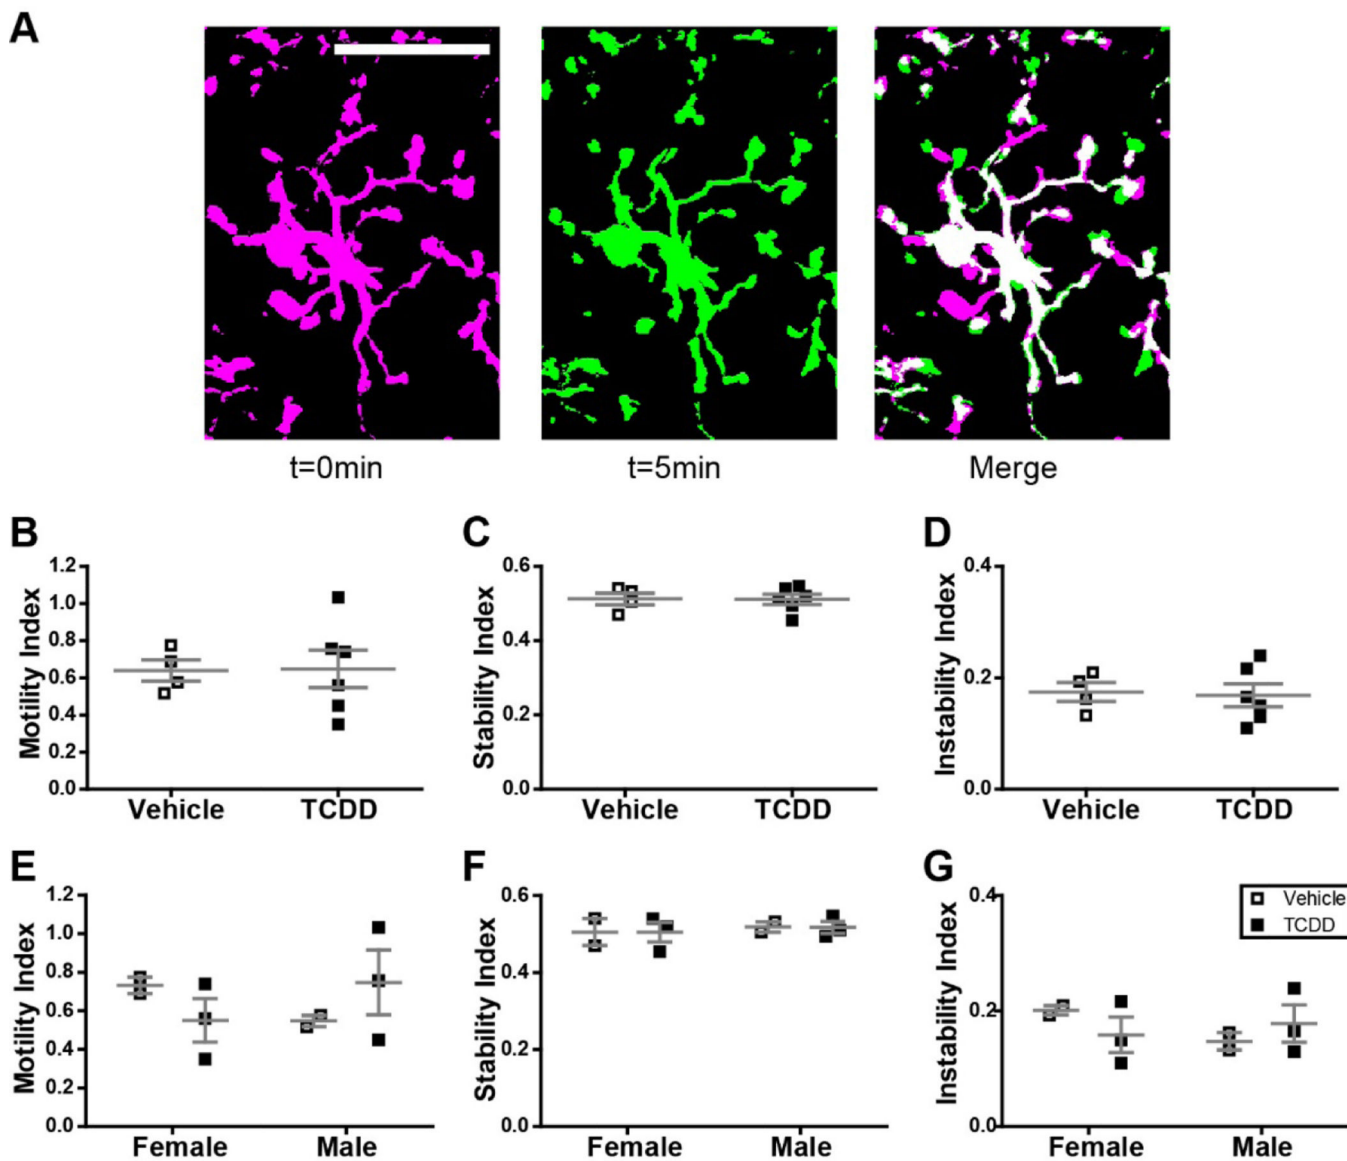 A
t=0min
t=5min
Merge
B
Motility Index
1.2
1.0
0.8
0.6
0.4
0.2
0.0
Vehicle
TCDD
C
Stability Index
0.6
0.4
0.2
0.0
Vehicle
TCDD
D
Instability Index
0.4
0.2
0.0
Vehicle
TCDD
E
Motility Index
1.2
1.0
0.8
0.6
0.4
0.2
0.0
Female
Male
F
Stability Index
0.6
0.4
0.2
0.0
Female
Male
G
Instability Index
0.4
0.2
0.0
Female
Male
Vehicle
TCDD